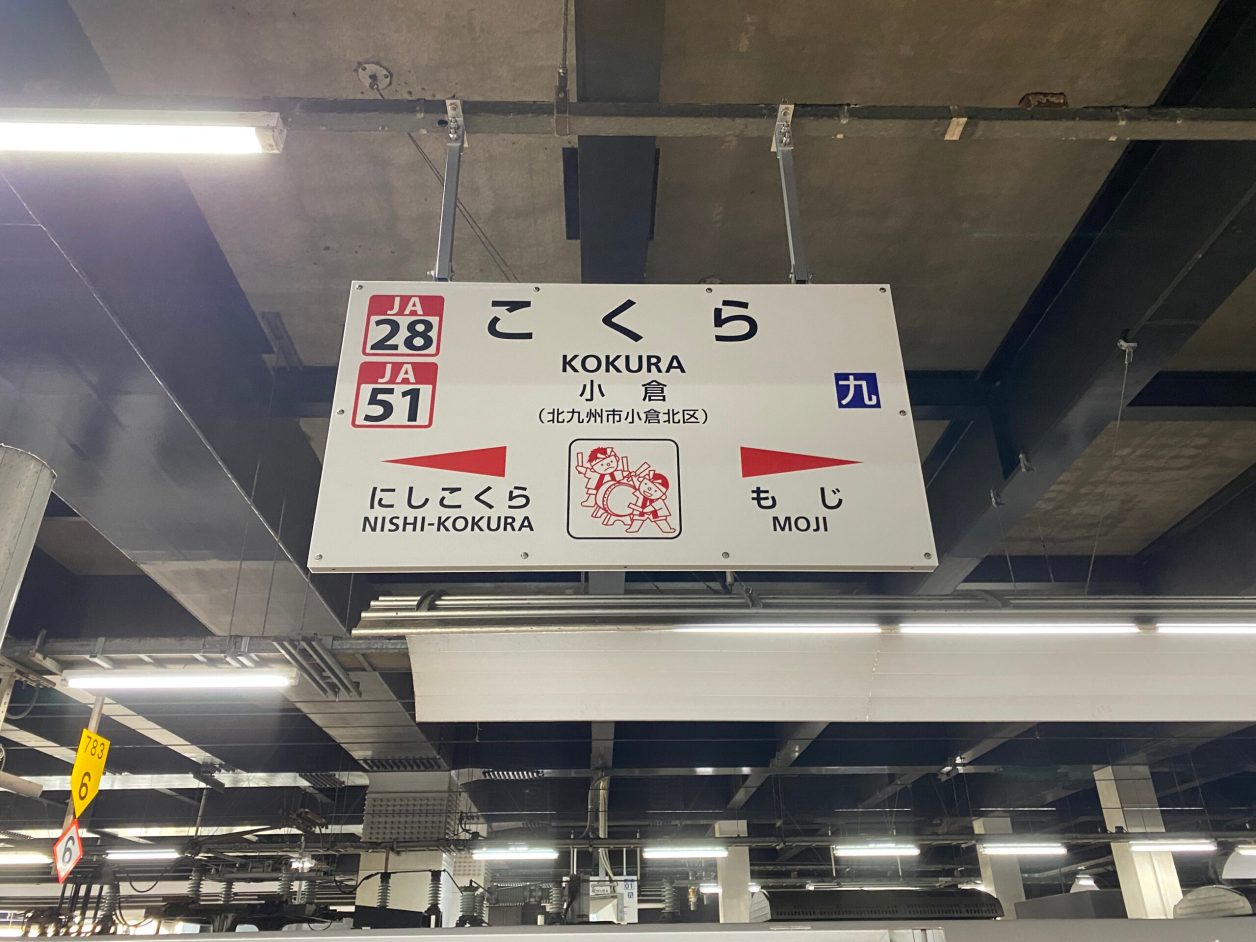 JA
28
JA
51
こくら
KOKURA
小倉
(北九州市小倉北区)
九
にしこくら
NISHI-KOKURA
もじ
MOJI
783
6
6